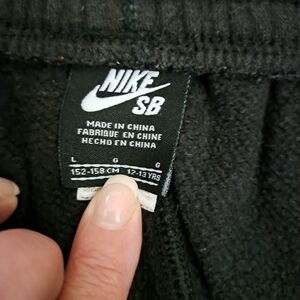 NIKE
SB
MADE IN CHINA
FABRIQUE EN CHINE
HECHO EN CHINA
L G G
152-158 CM 12-13 YRS